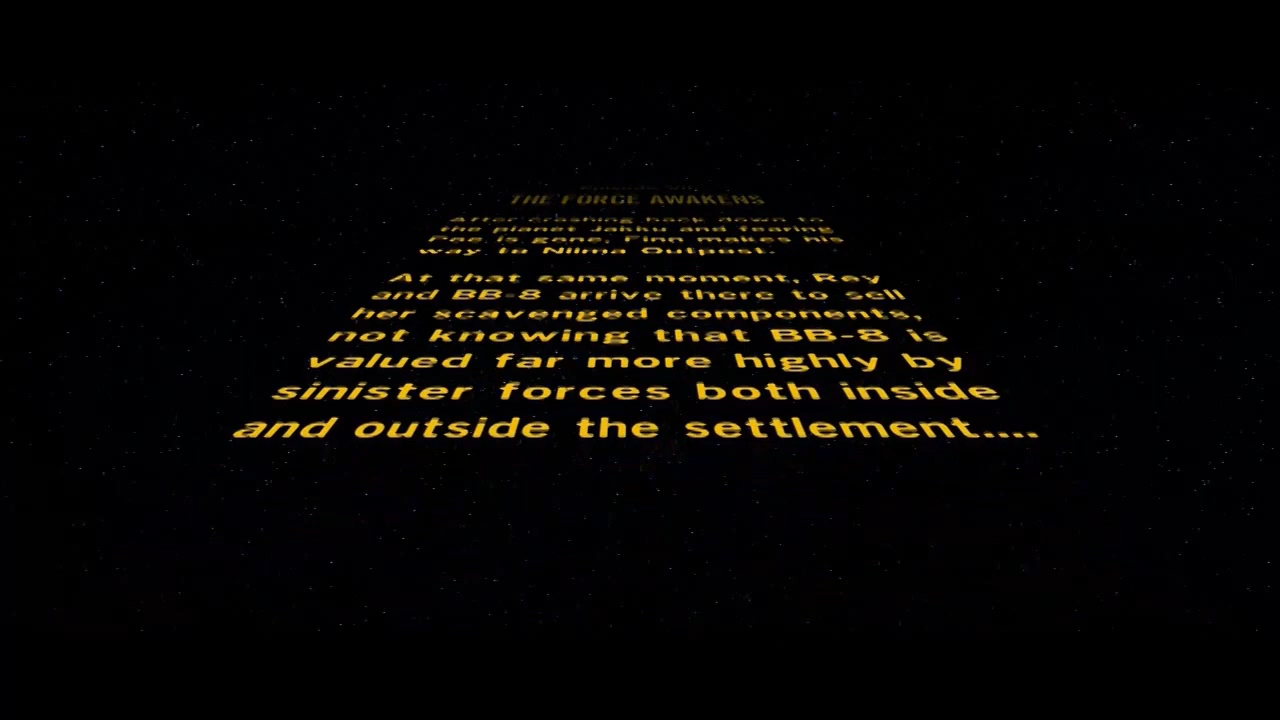 Episode VII
THE FORCE AWAKENS
After crashing back down to
the planet Jakku and fearing
Poe is gone, Finn makes his
way to Niima Outpost.
At that same moment, Rey
and BB-8 arrive there to sell
her scavenged components,
not knowing that BB-8 is
valued far more highly by
sinister forces both inside
and outside the settlement....